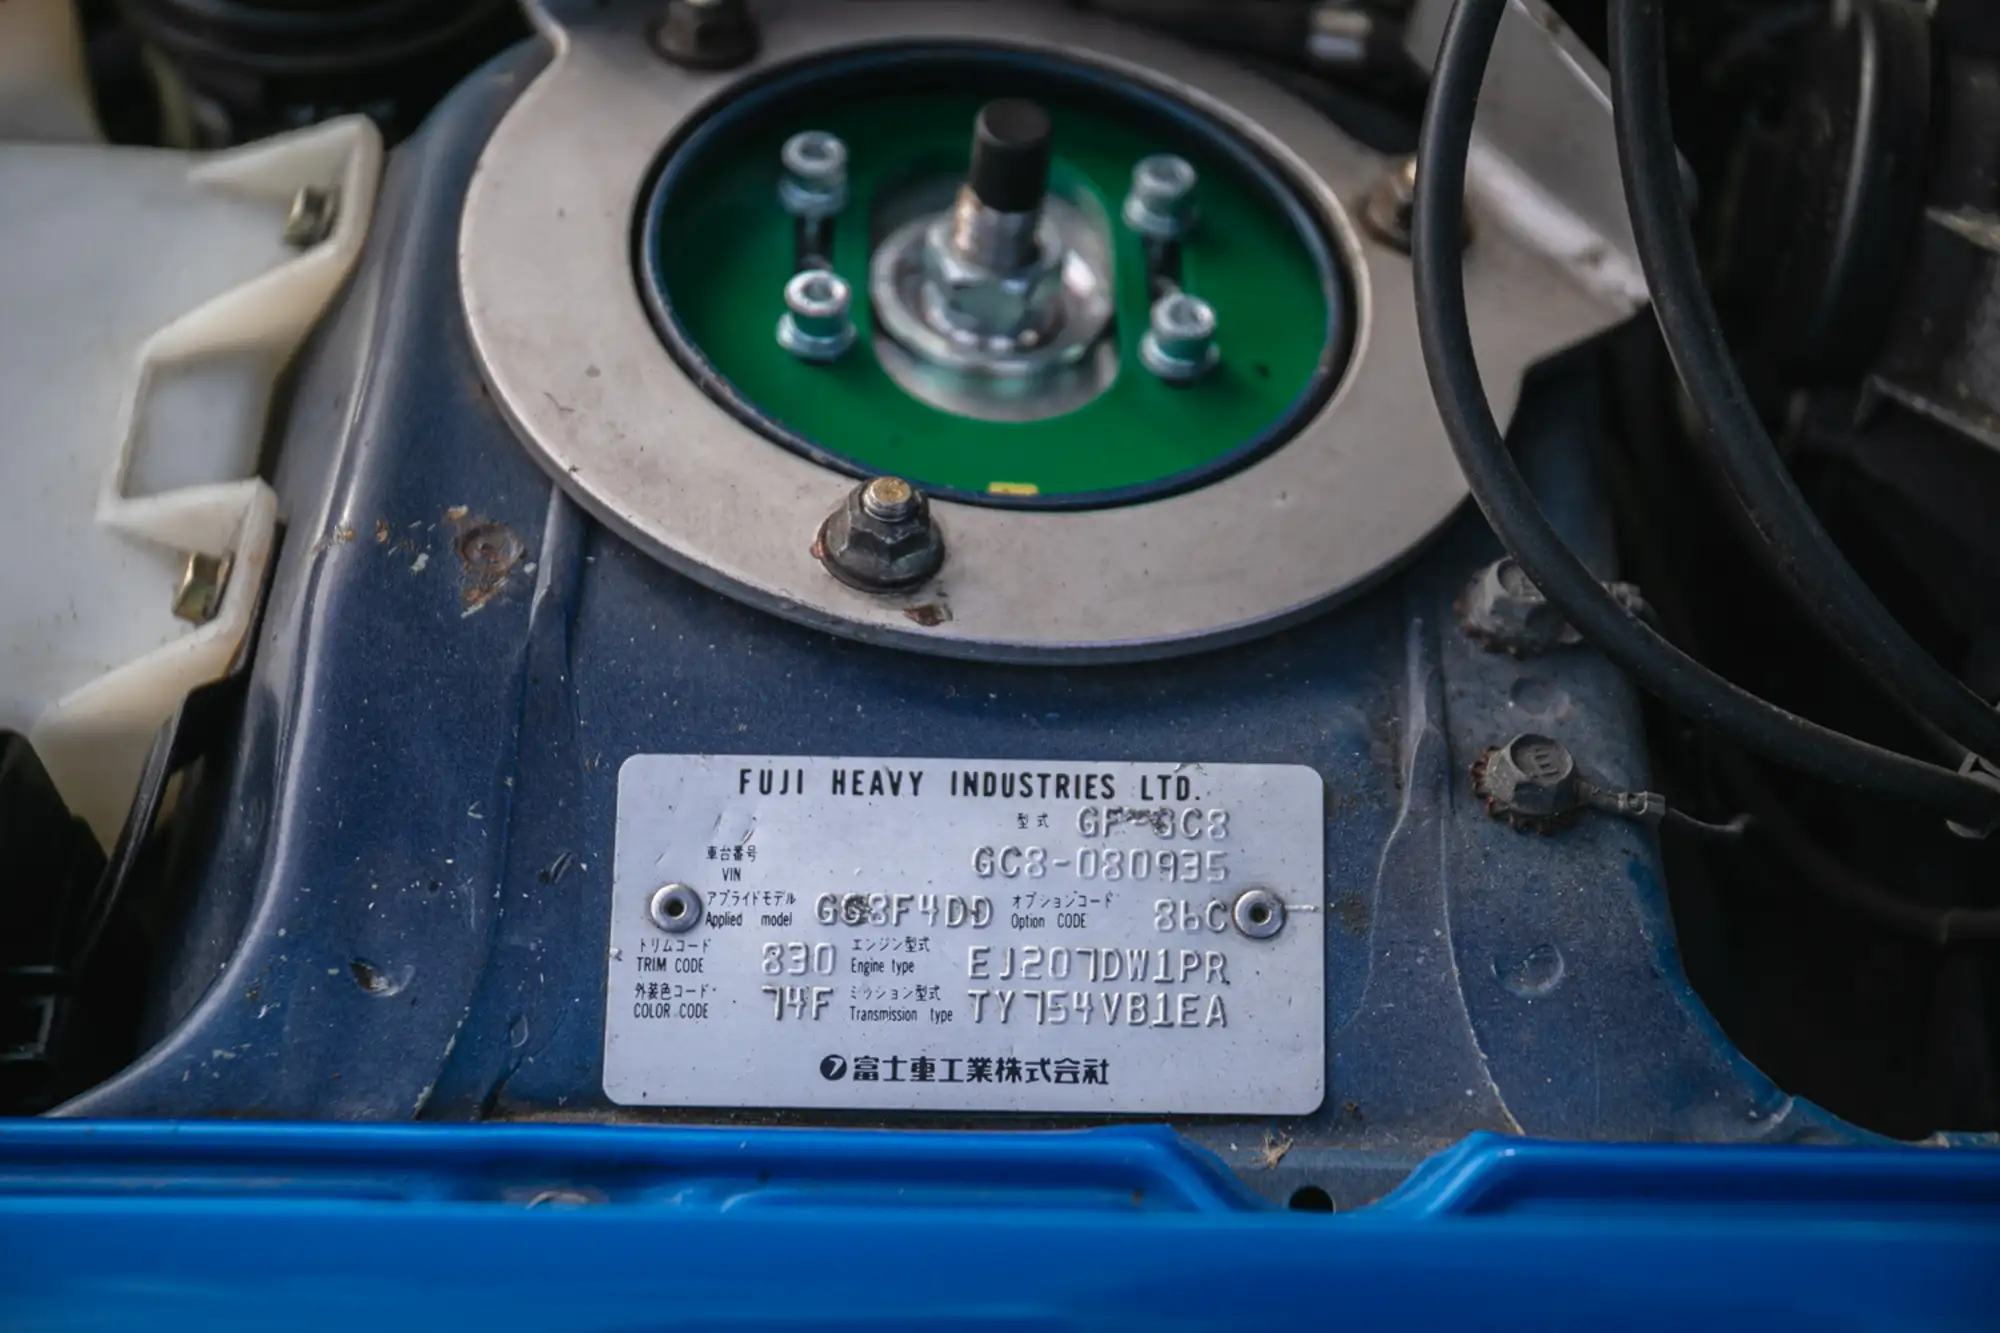 FUJI HEAVY INDUSTRIES LTD.
型式 GF-GC8
車台番号 VIN GC8-080935
アプライドモデル Applied model GC8F4DD オプションコード Option CODE 86C
トリムコード TRIM CODE 830 エンジン型式 Engine type EJ207DW1PR
外装色コード COLOR CODE 74F ミッション型式 Transmission type TY754VB1EA
富士重工業株式会社